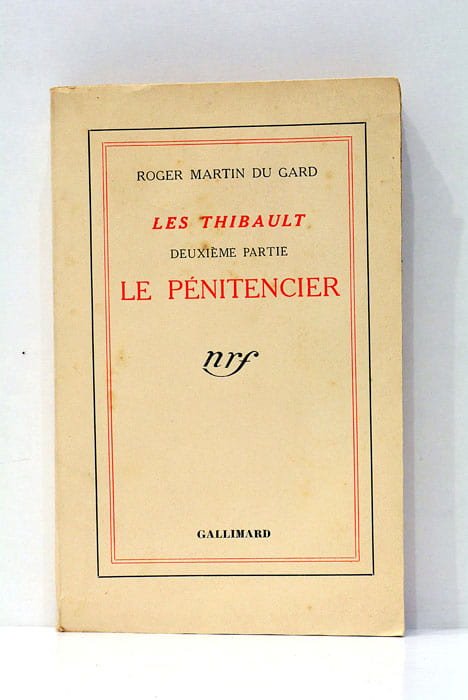 ROGER MARTIN DU GARD
LES THIBAULT
DEUXIÈME PARTIE
LE PÉNITENCIER
nrf
GALLIMARD